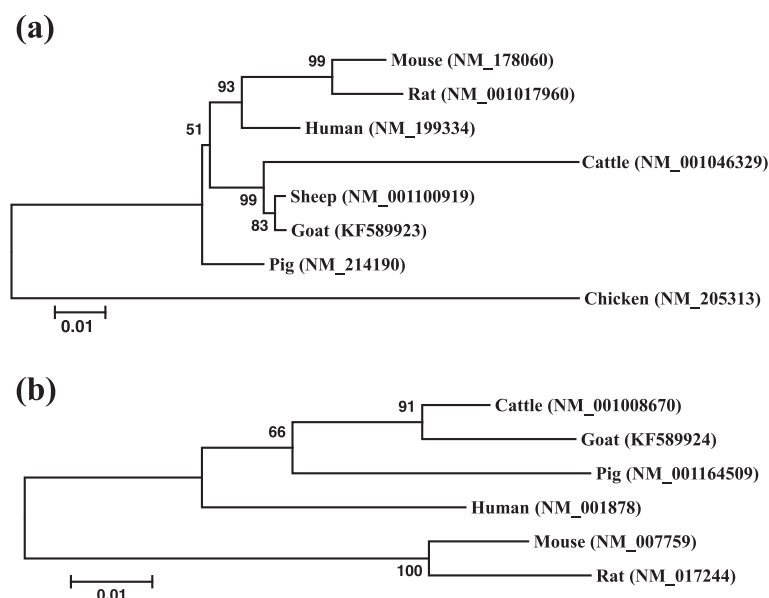 (a)
99
Mouse (NM_178060)
93
Rat (NM_001017960)
51
Human (NM_199334)
Cattle (NM_001046329)
99
Sheep (NM_001100919)
83
Goat (KF589923)
Pig (NM_214190)
Chicken (NM_205313)
0.01
(b)
91
Cattle (NM_001008670)
66
Goat (KF589924)
Pig (NM_001164509)
Human (NM_001878)
Mouse (NM_007759)
100
Rat (NM_017244)
0.01